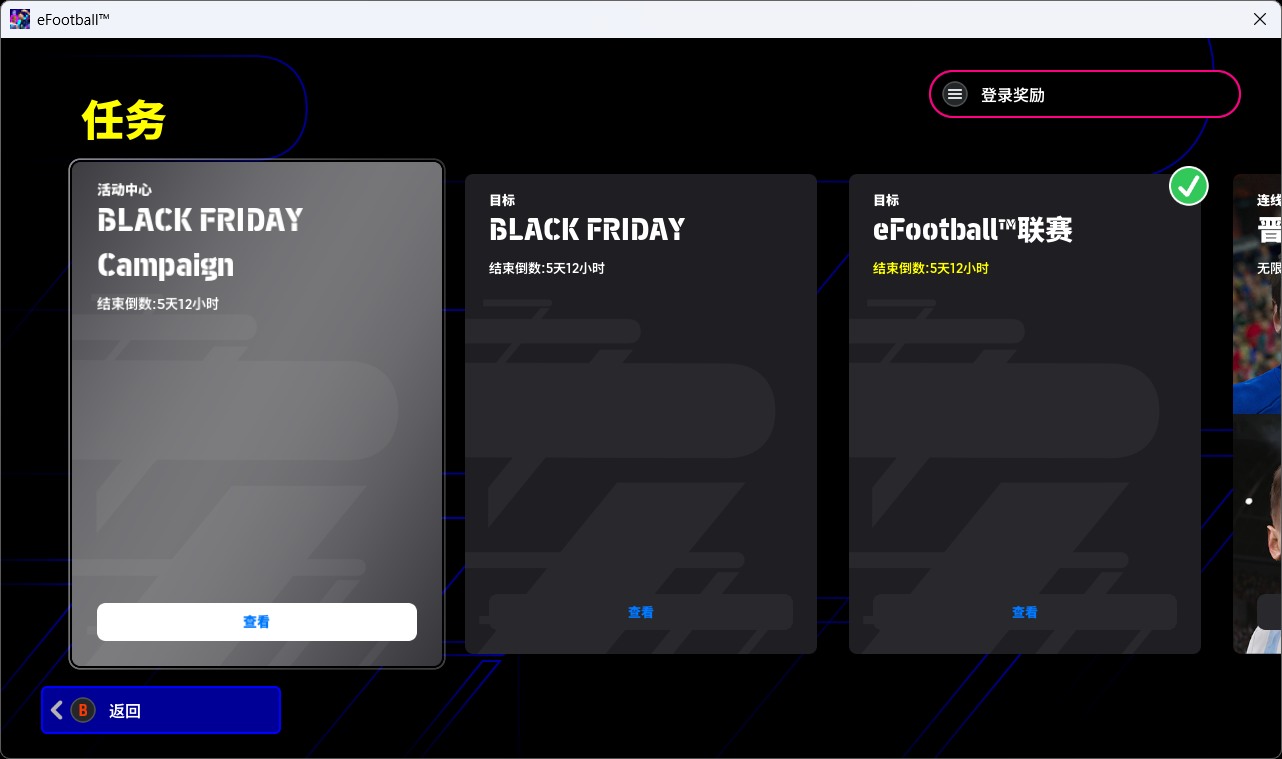 eFootball™
任务
登录奖励
活动中心
BLACK FRIDAY
Campaign
结束倒数:5天12小时
查看
目标
BLACK FRIDAY
结束倒数:5天12小时
查看
目标
eFootball™联赛
结束倒数:5天12小时
查看
连线
晋
无限
B 返回